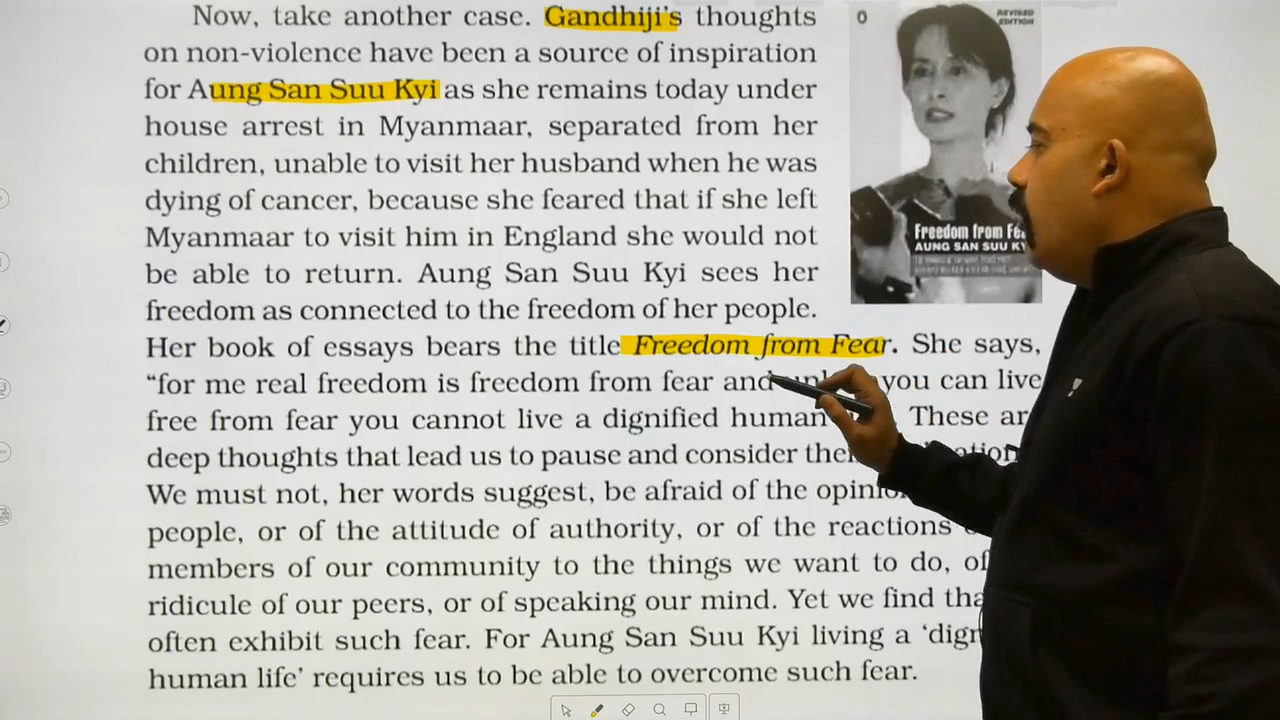 Now, take another case. Gandhiji's thoughts
on non-violence have been a source of inspiration
for Aung San Suu Kyi as she remains today under
house arrest in Myanmaar, separated from her
children, unable to visit her husband when he was
dying of cancer, because she feared that if she left
Myanmaar to visit him in England she would not
be able to return. Aung San Suu Kyi sees her
freedom as connected to the freedom of her people.
Her book of essays bears the title Freedom from Fear. She says,
“for me real freedom is freedom from fear and you can live
free from fear you cannot live a dignified human These
deep thoughts that lead us to pause and consider
We must not, her words suggest, be afraid of the
people, or of the attitude of authority, or of the reactions
members of our community to the things we want to do, of
ridicule of our peers, or of speaking our mind. Yet we find
often exhibit such fear. For Aung San Suu Kyi living a
human life’ requires us to be able to overcome such fear.
REVISED
EDITION
Freedom from
AUNG SAN SUU